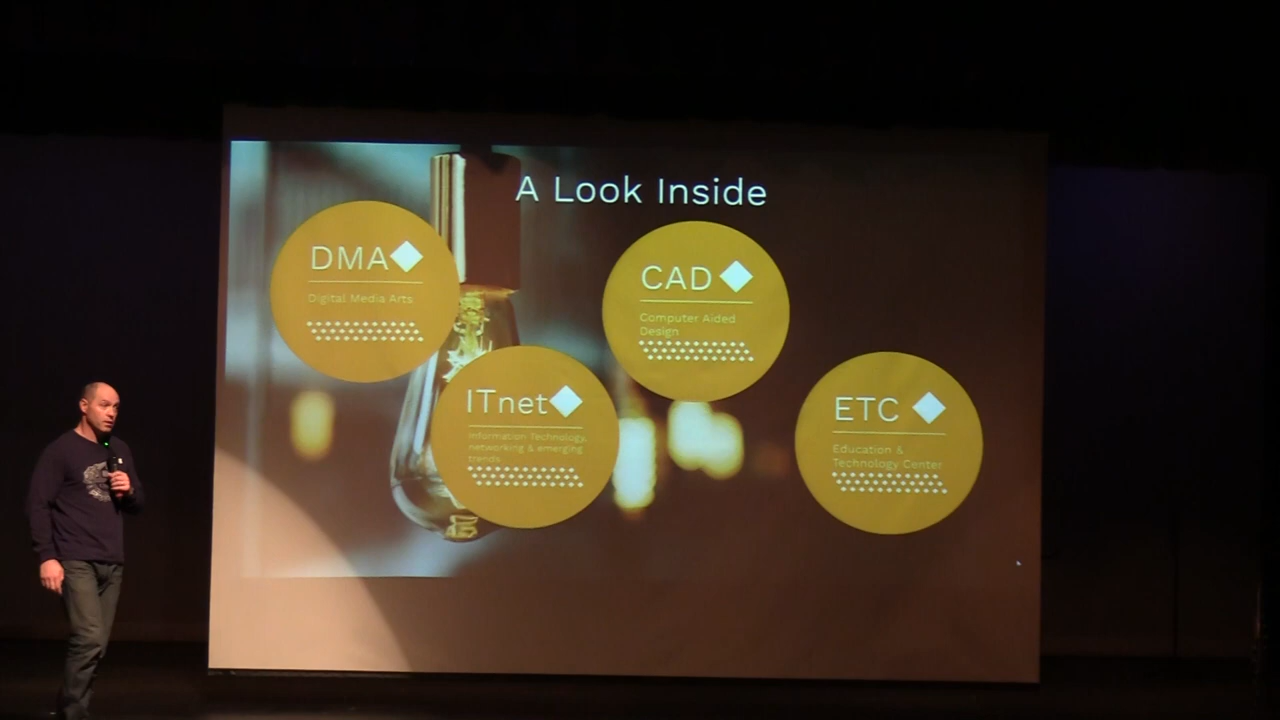 A Look Inside
DMA
Digital Media Arts
CAD
Computer Aided
Design
ITnet
Information Technology,
networking & emerging
trends
ETC
Education &
Technology Center